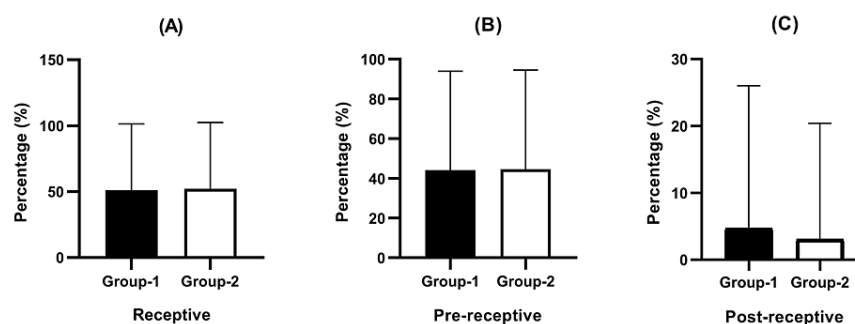 (A)
Percentage (%)
150
100
50
0
Group-1 Group-2
Receptive
(B)
Percentage (%)
100
80
60
40
20
0
Group-1 Group-2
Pre-receptive
(C)
Percentage (%)
30
20
10
0
Group-1 Group-2
Post-receptive